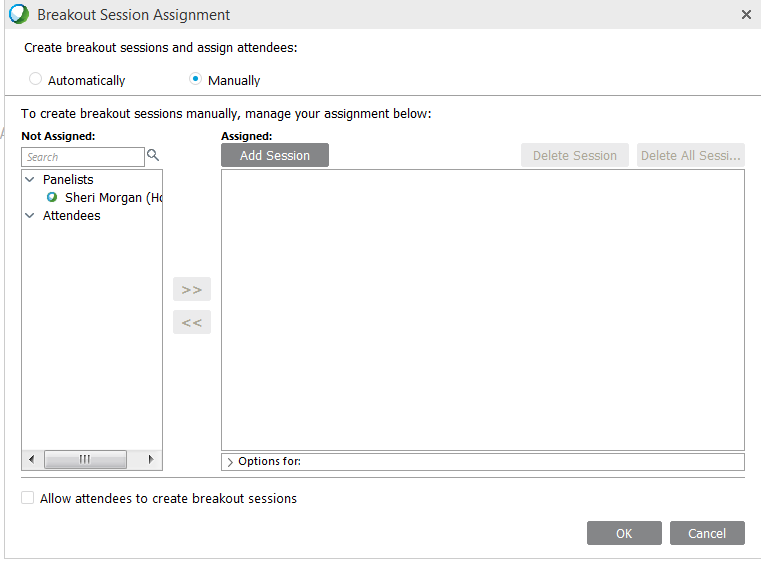 Breakout Session Assignment
Create breakout sessions and assign attendees:
Automatically Manually
To create breakout sessions manually, manage your assignment below:
Not Assigned: Assigned:
Search Add Session Delete Session Delete All Sessi...
Panelists
Sheri Morgan (Ho
Attendees
>>
<<
Options for:
Allow attendees to create breakout sessions
OK Cancel